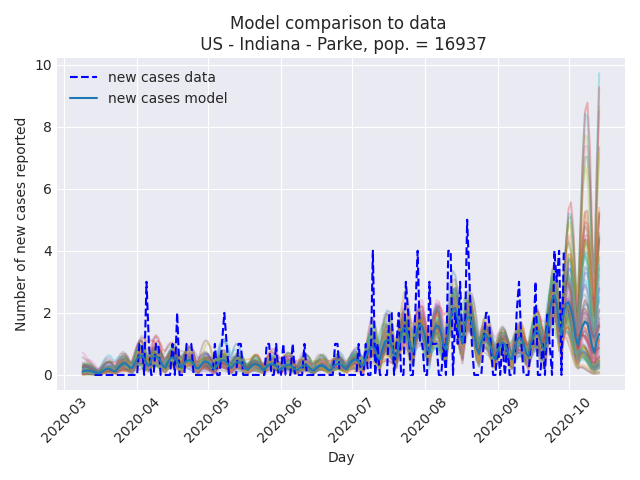 Model comparison to data
US - Indiana - Parke, pop. = 16937
new cases data
new cases model
Number of new cases reported
10
8
6
4
2
0
2020-03
2020-04
2020-05
2020-06
2020-07
2020-08
2020-09
2020-10
Day